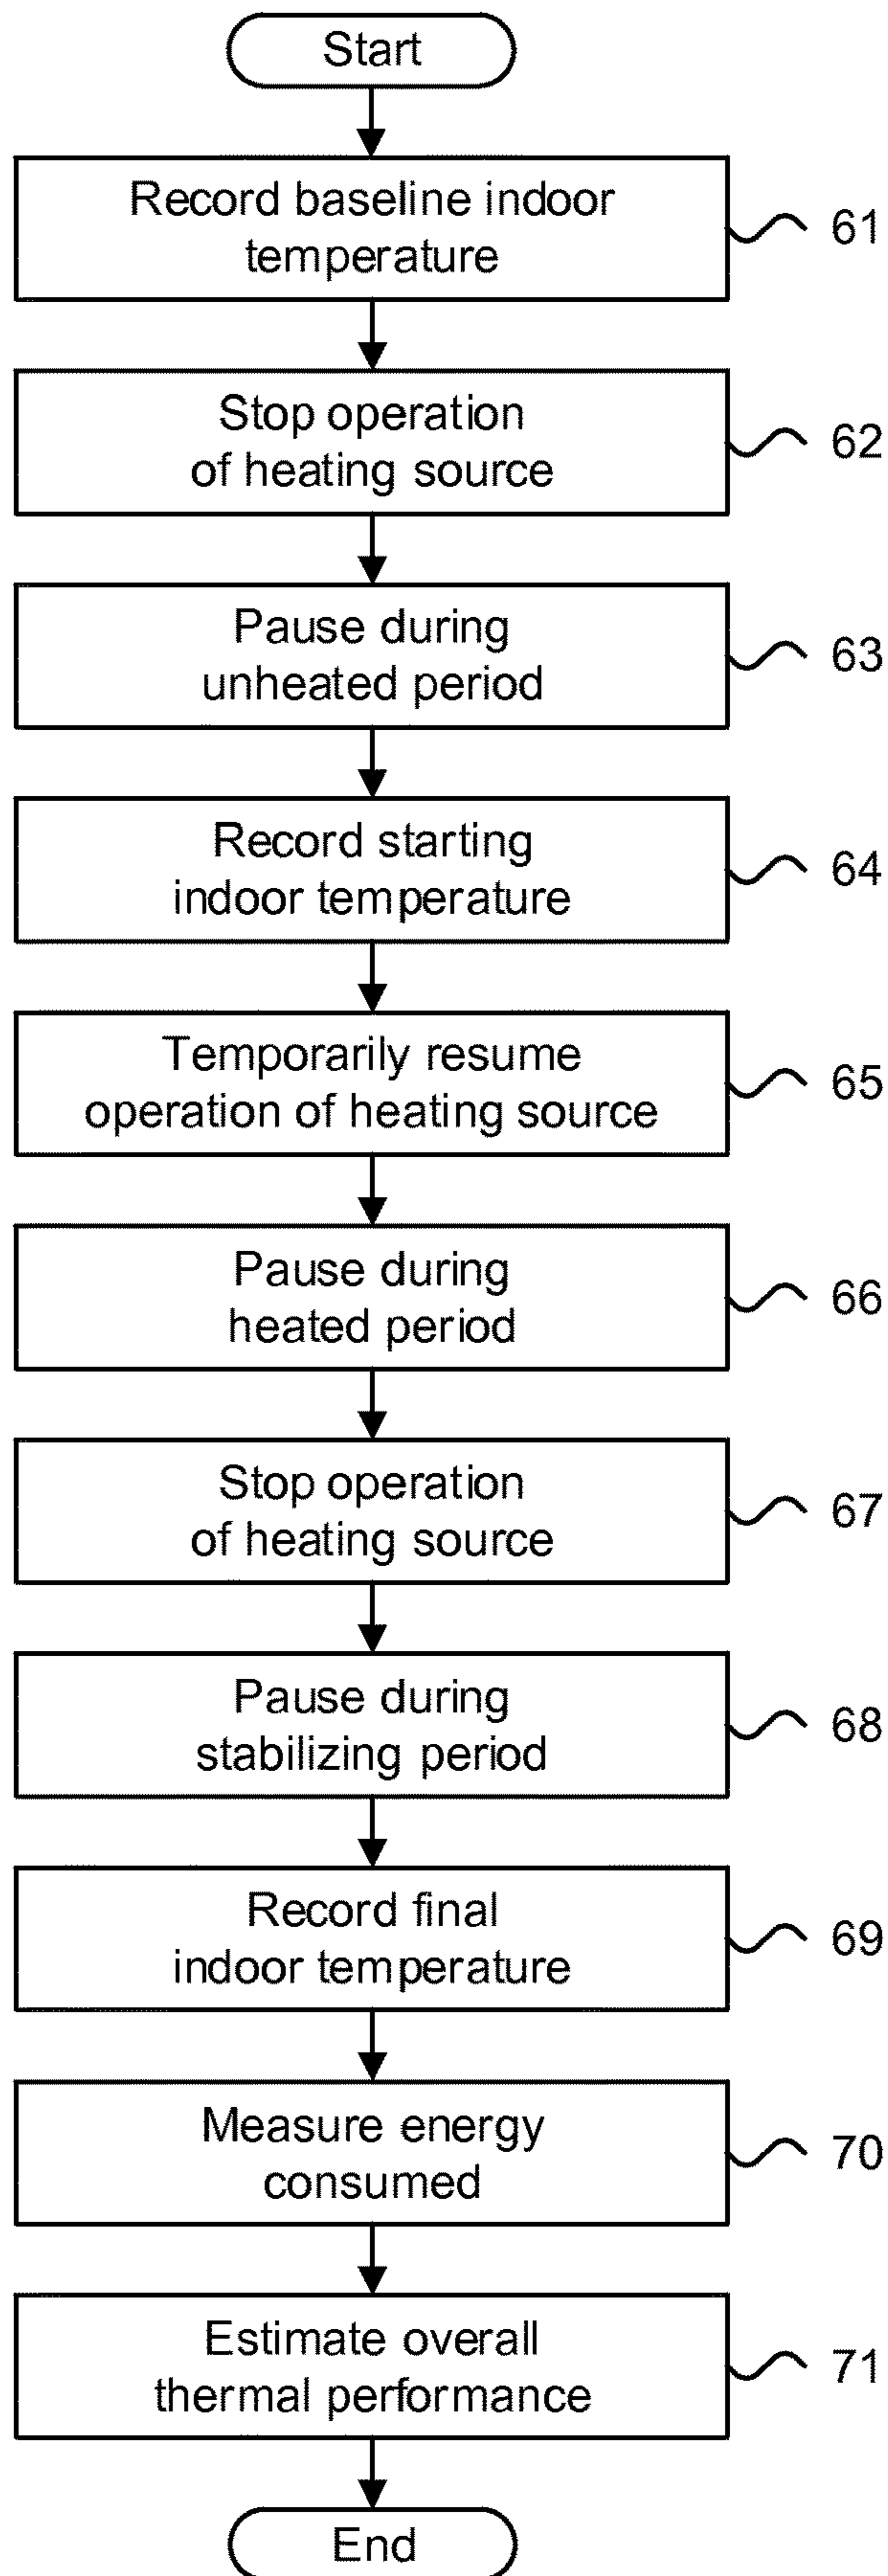 Start
Record baseline indoor
temperature
61
Stop operation
of heating source
62
Pause during
unheated period
63
Record starting
indoor temperature
64
Temporarily resume
operation of heating source
65
Pause during
heated period
66
Stop operation
of heating source
67
Pause during
stabilizing period
68
Record final
indoor temperature
69
Measure energy
consumed
70
Estimate overall
thermal performance
71
End